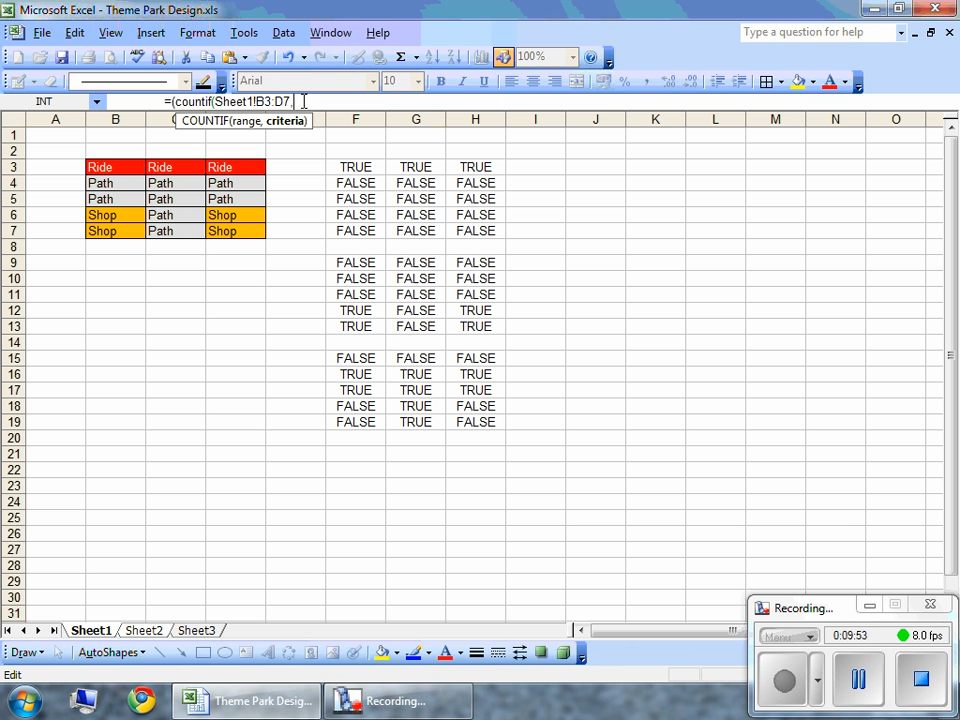 Microsoft Excel - Theme Park Design.xls
File Edit View Insert Format Tools Data Window Help Type a question for help
Σ 100%
Arial 10 B I U
INT =(countif(Sheet1!B3:D7,
COUNTIF(range, criteria)
A B C F G H I J K L M N O
1
2
3 Ride Ride Ride TRUE TRUE TRUE
4 Path Path Path FALSE FALSE FALSE
5 Path Path Path FALSE FALSE FALSE
6 Shop Path Shop FALSE FALSE FALSE
7 Shop Path Shop FALSE FALSE FALSE
8
9 FALSE FALSE FALSE
10 FALSE FALSE FALSE
11 FALSE FALSE FALSE
12 TRUE FALSE TRUE
13 TRUE FALSE TRUE
14
15 FALSE FALSE FALSE
16 TRUE TRUE TRUE
17 TRUE TRUE TRUE
18 FALSE TRUE FALSE
19 FALSE TRUE FALSE
20
21
22
23
24
25
26
27
28
29
30
31
Sheet1 Sheet2 Sheet3
Draw AutoShapes
Edit
Recording...
Menu 0:09:53 8.0 fps
Theme Park Desig... Recording...